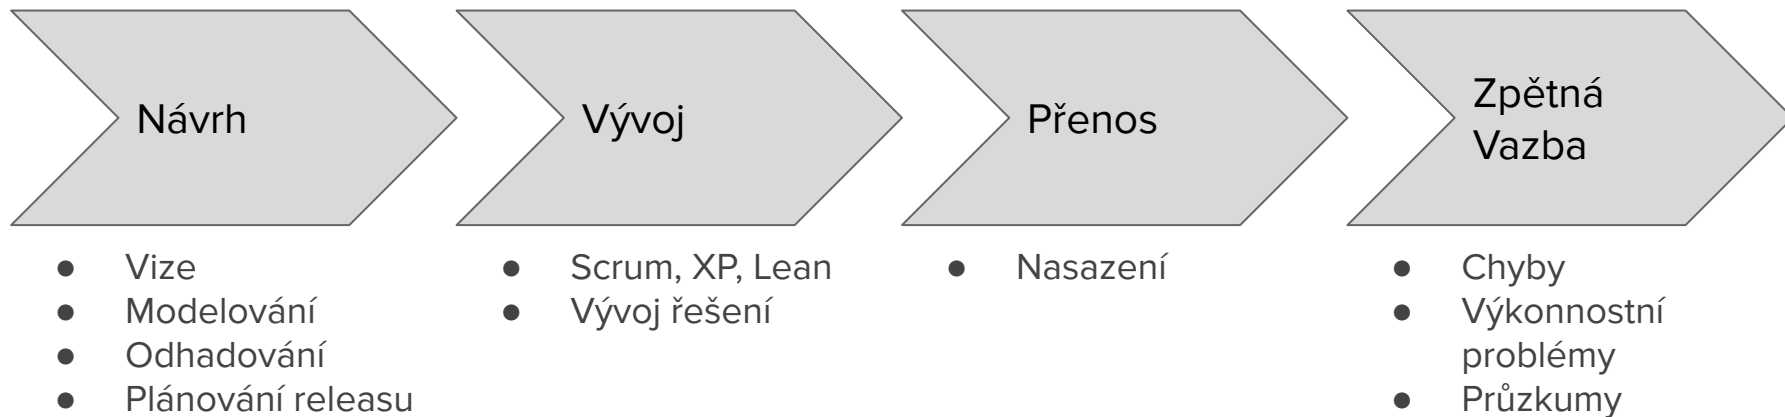 Návrh
Vývoj
Přenos
Zpětná
Vazba
● Vize
● Modelování
● Odhadování
● Plánování releasu
● Scrum, XP, Lean
● Vývoj řešení
● Nasazení
● Chyby
● Výkonnostní
problémy
● Průzkumy